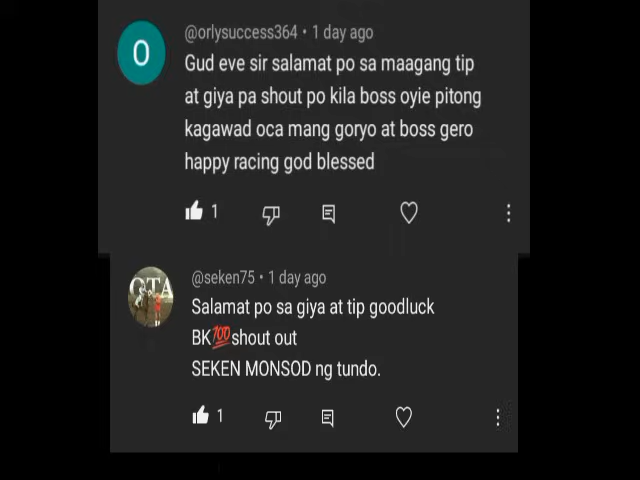 @orlysuccess364 • 1 day ago
Gud eve sir salamat po sa maagang tip
at giya pa shout po kila boss oyie pitong
kagawad oca mang goryo at boss gero
happy racing god blessed
1
@seken75 • 1 day ago
Salamat po sa giya at tip goodluck
BK💯shout out
SEKEN MONSOD ng tundo.
1